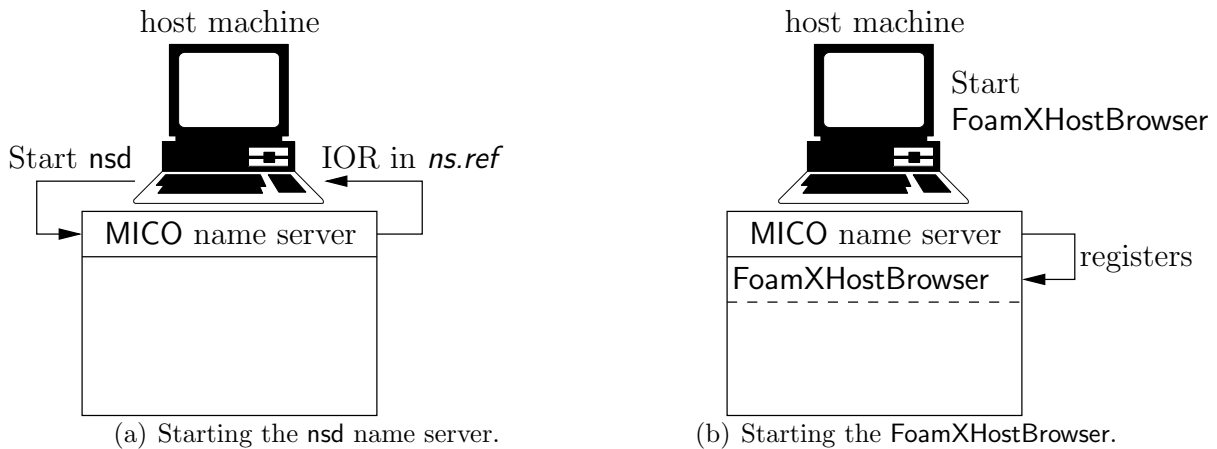 host machine
Start nsd
IOR in ns.ref
MICO name server
(a) Starting the nsd name server.
host machine
Start
FoamXHostBrowser
MICO name server
registers
FoamXHostBrowser
(b) Starting the FoamXHostBrowser.